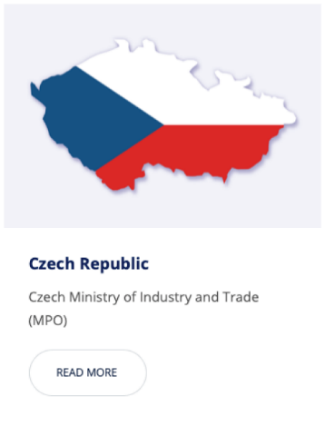 Czech Republic
Czech Ministry of Industry and Trade
(MPO)
READ MORE